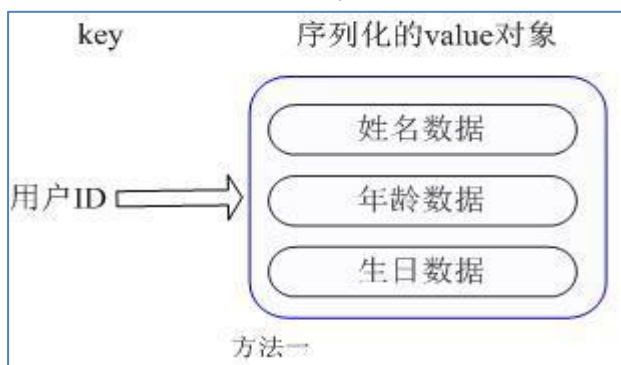 key 序列化的value对象
姓名数据
用户ID 年龄数据
生日数据
方法一